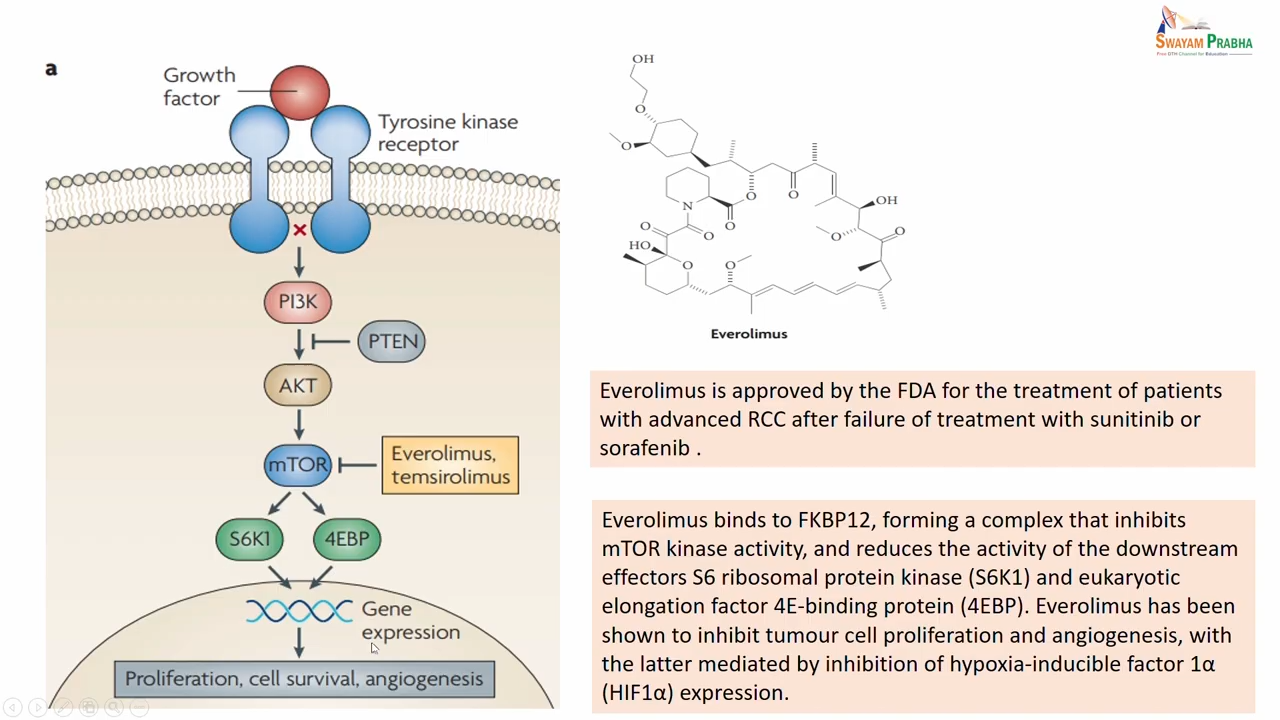 SWAYAM PRABHA
Free DTH Channel for Education
a
Growth
factor
Tyrosine kinase
receptor
×
PI3K
PTEN
AKT
mTOR
Everolimus,
temsirolimus
S6K1
4EBP
Gene
expression
Proliferation, cell survival, angiogenesis
OH
O
O
N
O
O
O
OH
O
O
O
O
HO
O
O
Everolimus
Everolimus is approved by the FDA for the treatment of patients
with advanced RCC after failure of treatment with sunitinib or
sorafenib .
Everolimus binds to FKBP12, forming a complex that inhibits
mTOR kinase activity, and reduces the activity of the downstream
effectors S6 ribosomal protein kinase (S6K1) and eukaryotic
elongation factor 4E-binding protein (4EBP). Everolimus has been
shown to inhibit tumour cell proliferation and angiogenesis, with
the latter mediated by inhibition of hypoxia-inducible factor 1α
(HIF1α) expression.